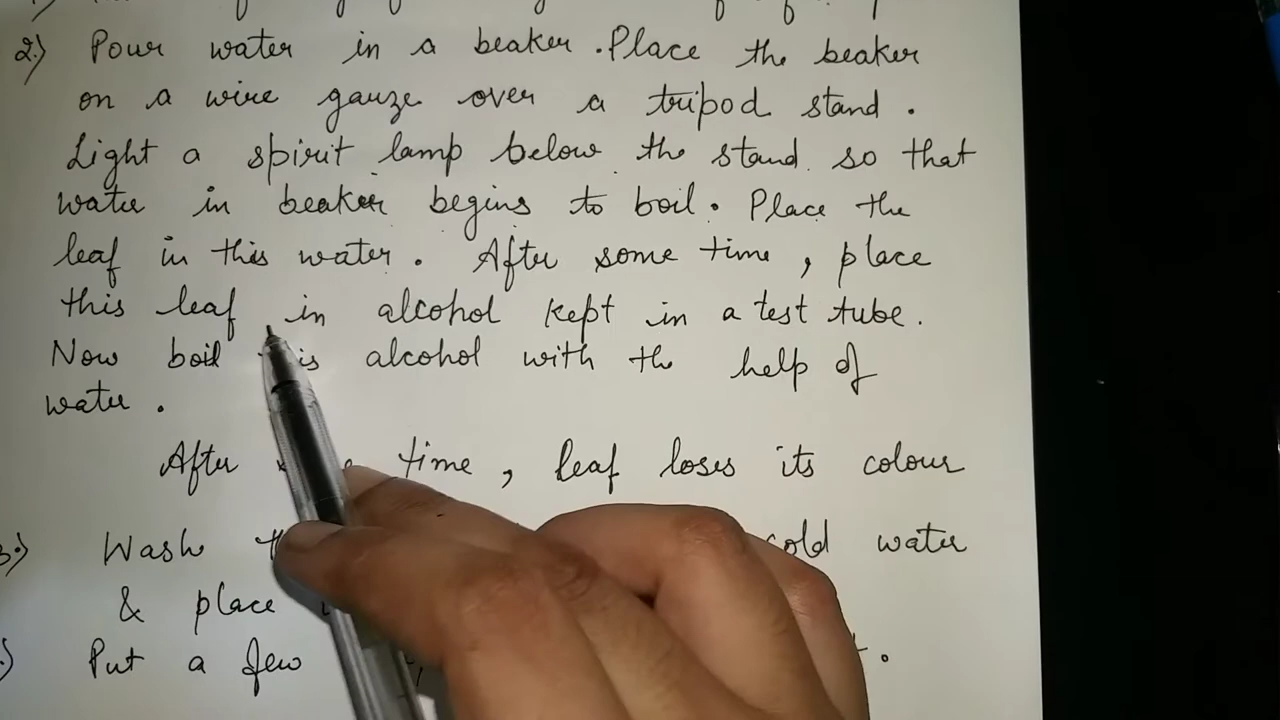 2.) Pour water in a beaker. Place the beaker
on a wire gauze over a tripod stand.
Light a spirit lamp below the stand so that
water in beaker begins to boil. Place the
leaf in this water. After some time, place
this leaf in alcohol kept in a test tube.
Now boil is alcohol with the help of
water.
After time, leaf loses its colour
3.) Wash cold water
& place
.) Put a few